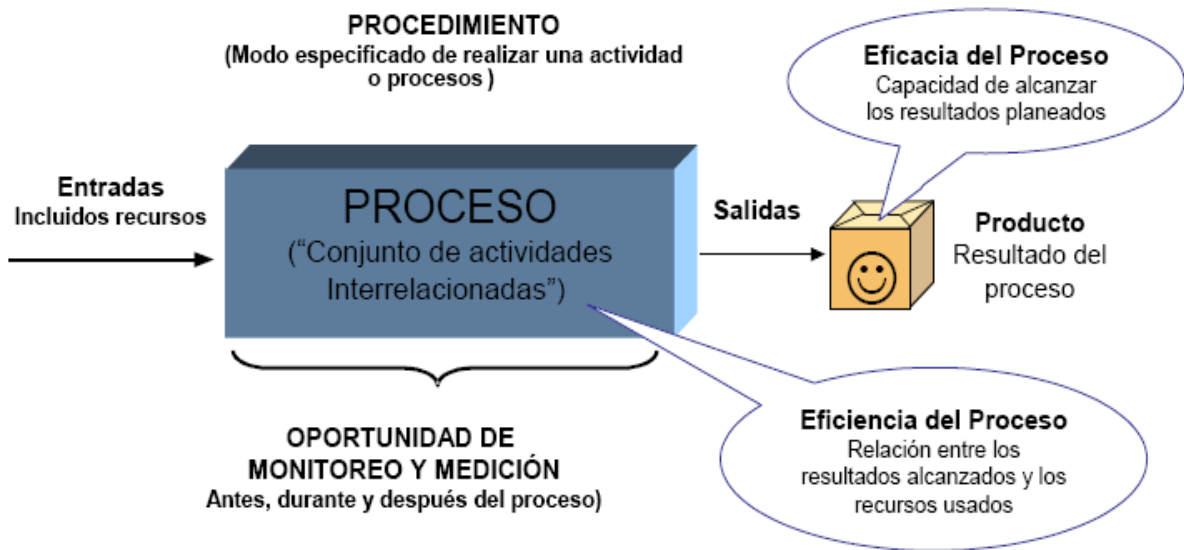 PROCEDIMIENTO
(Modo especificado de realizar una actividad
o procesos )
Eficacia del Proceso
Capacidad de alcanzar
los resultados planeados
Entradas
Incluidos recursos
PROCESO
(“Conjunto de actividades
Interrelacionadas”)
Salidas
Producto
Resultado del
proceso
OPORTUNIDAD DE
MONITOREO Y MEDICIÓN
Antes, durante y después del proceso)
Eficiencia del Proceso
Relación entre los
resultados alcanzados y los
recursos usados